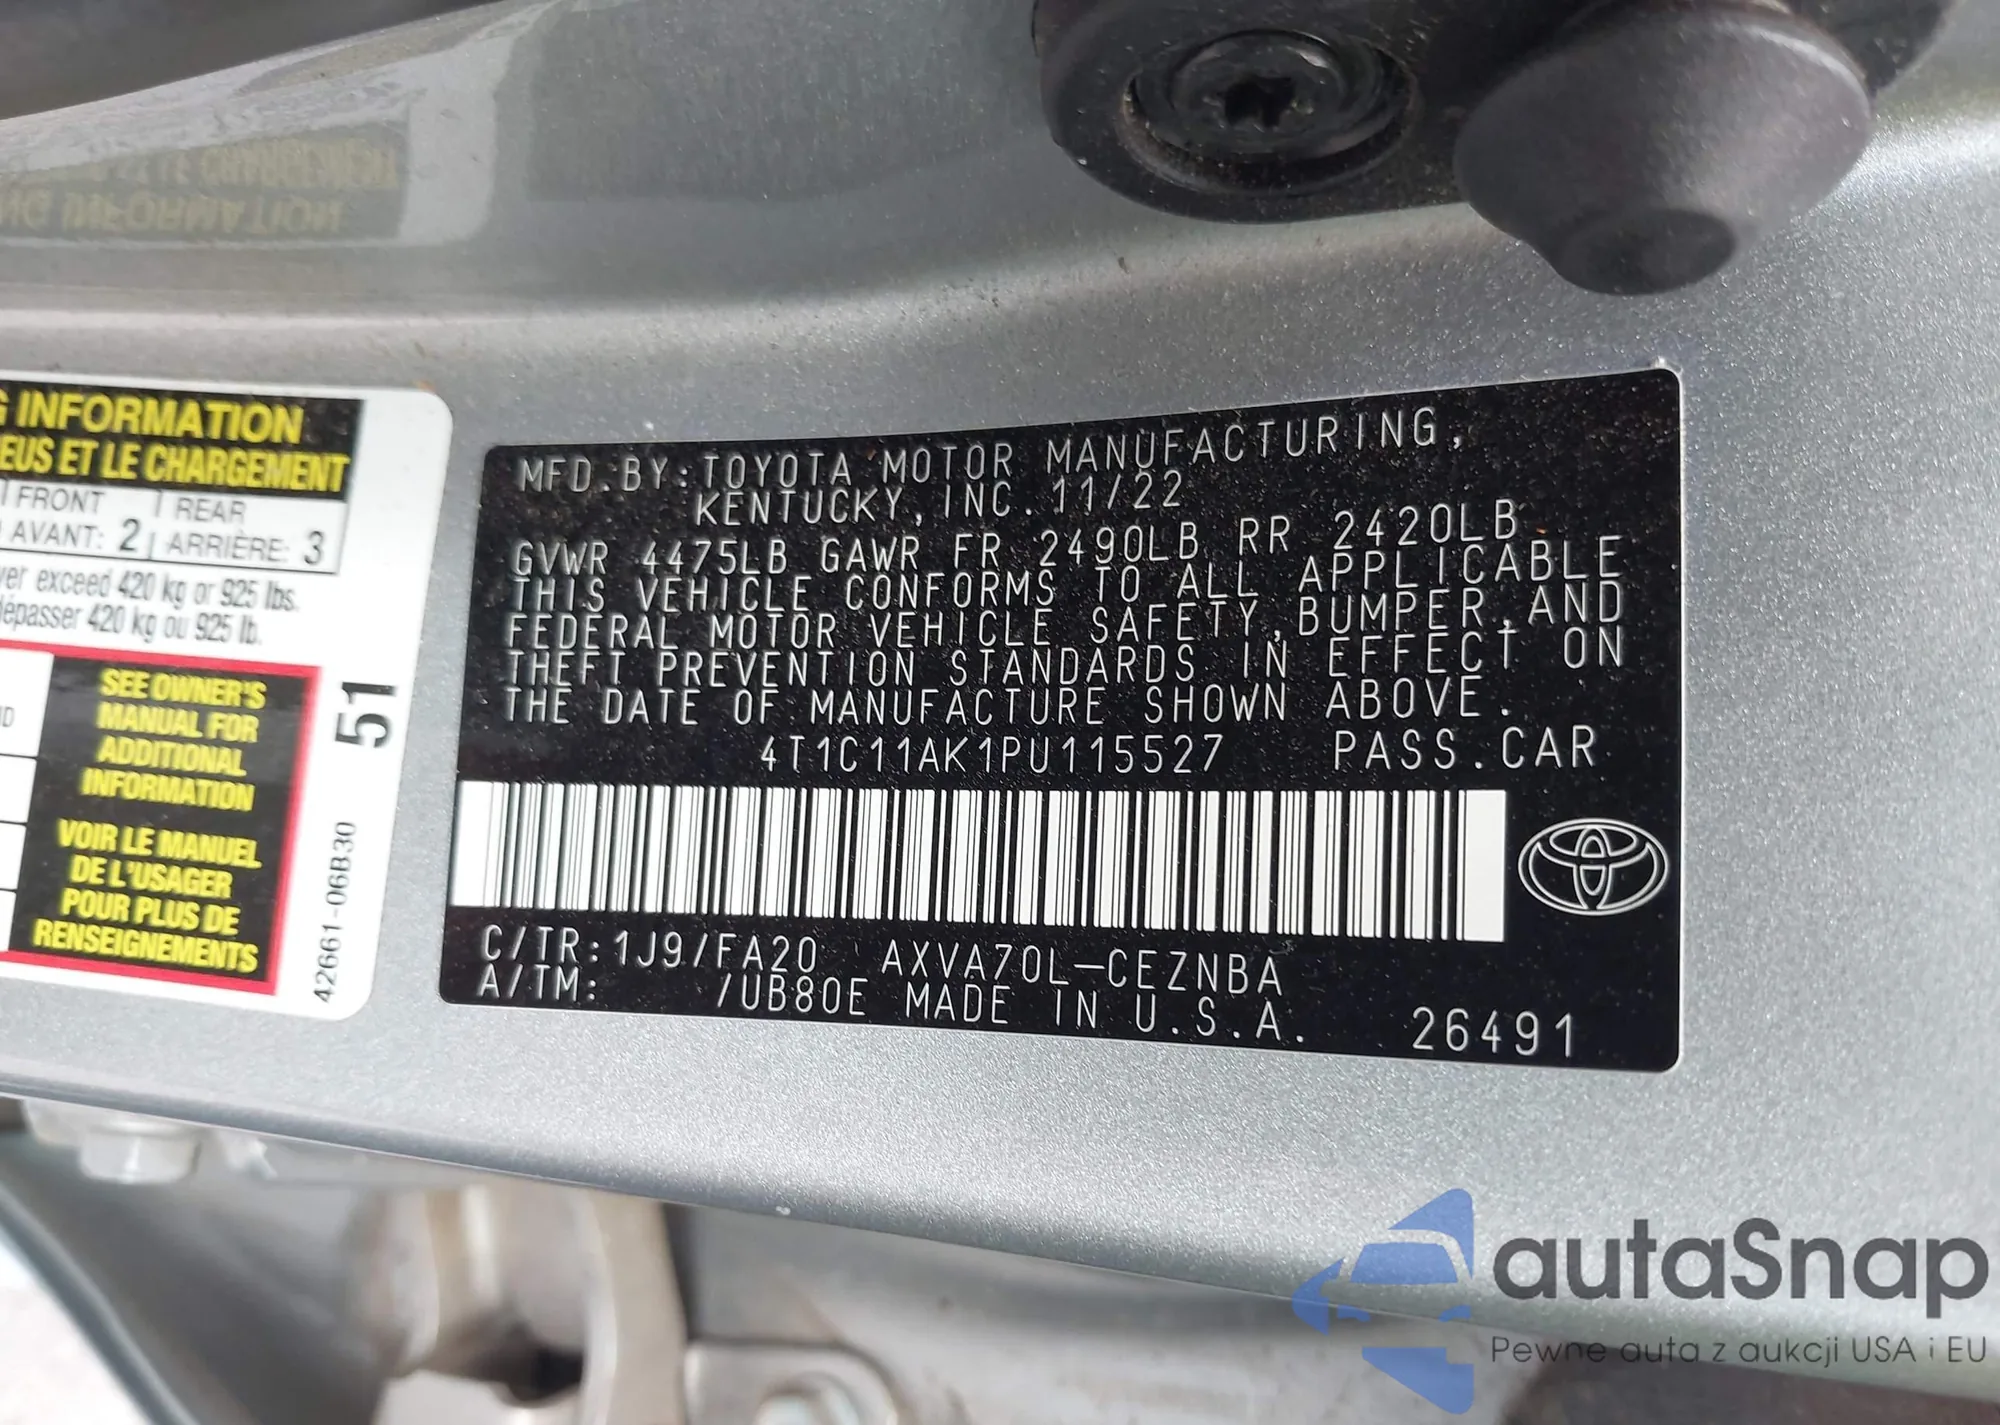 G INFORMATION
EUS ET LE CHARGEMENT
FRONT REAR
AVANT: 2 ARRIÈRE: 3
ver exceed 420 kg or 925 lbs.
dépasser 420 kg ou 925 lb.
SEE OWNER'S
MANUAL FOR
ADDITIONAL
INFORMATION
VOIR LE MANUEL
DE L'USAGER
POUR PLUS DE
RENSEIGNEMENTS
51
42661-06B30
MFD.BY:TOYOTA MOTOR MANUFACTURING,
KENTUCKY,INC.11/22
GVWR 4475LB GAWR FR 2490LB RR 2420LB
THIS VEHICLE CONFORMS TO ALL APPLICABLE
FEDERAL MOTOR VEHICLE SAFETY,BUMPER,AND
THEFT PREVENTION STANDARDS IN EFFECT ON
THE DATE OF MANUFACTURE SHOWN ABOVE.
4T1C11AK1PU115527 PASS.CAR
C/TR:1J9/FA20 AXVA70L-CEZNBA
A/TM: /UB80E MADE IN U.S.A. 26491
autaSnap
Pewne auta z aukcji USA i EU